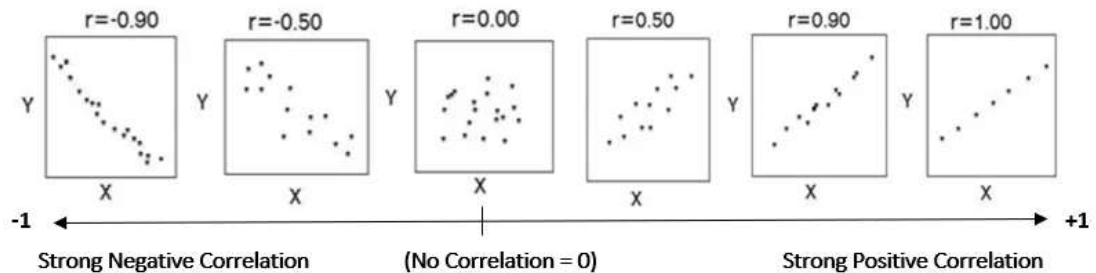 r=-0.90 r=-0.50 r=0.00 r=0.50 r=0.90 r=1.00
Y Y Y Y Y Y
X X X X X X
-1 +1
Strong Negative Correlation (No Correlation = 0) Strong Positive Correlation